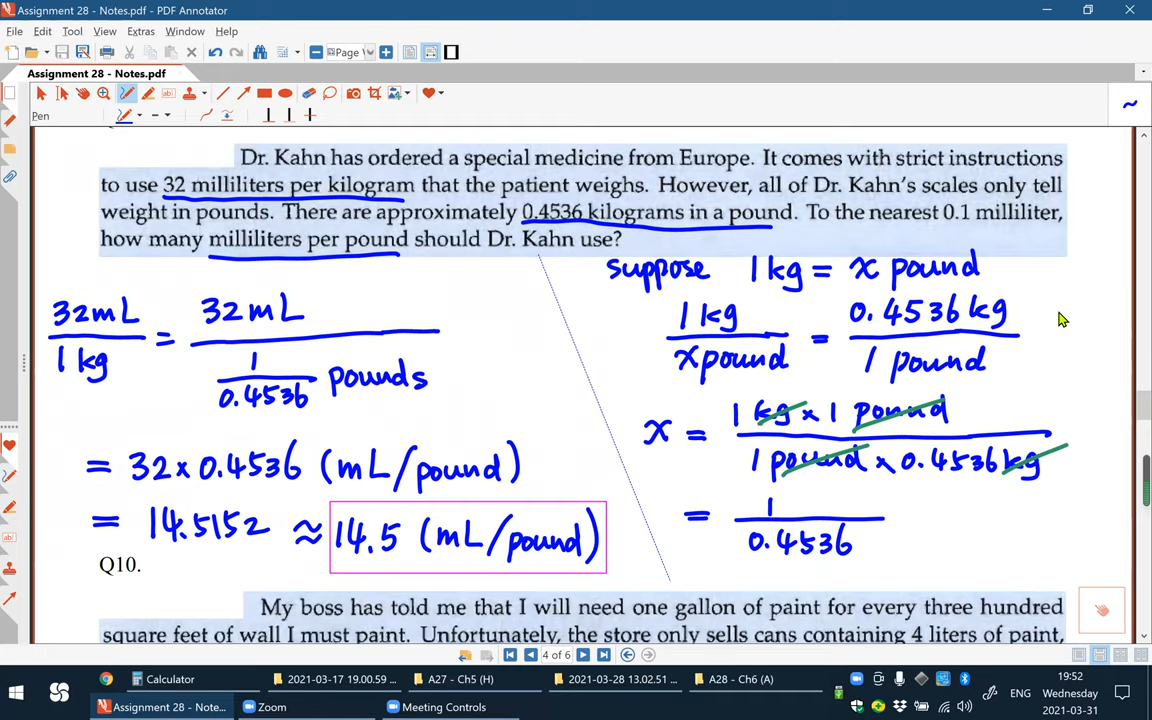 Assignment 28 - Notes.pdf - PDF Annotator
File Edit Tool Extras Window Help
Page V
Assignment 28 - Notes.pdf ×
Pen
Dr. Kahn has ordered a special medicine from Europe. It comes with strict instructions
to use 32 milliliters per kilogram that the patient weighs. However, all of Dr. Kahn's scales only tell
weight in pounds. There are approximately 0.4536 kilograms in a pound. To the nearest 0.1 milliliter,
how many milliliters per pound should Dr. Kahn use?
32mL / 1 kg = 32mL / (1 / 0.4536 pounds)
= 32 × 0.4536 (mL/pound)
= 14.5152 ≈ 14.5 (mL/pound)
suppose 1 kg = x pound
1 kg / x pound = 0.4536 kg / 1 pound
x = 1 kg × 1 pound / 1 pound × 0.4536 kg
= 1 / 0.4536
Q10.
My boss has told me that I will need one gallon of paint for every three hundred
square feet of wall I must paint. Unfortunately, the store only sells cans containing 4 liters of paint,
4 of 6
Calculator
2021-03-17 19.00.59 ...
A27 - Ch5 (H)
2021-03-28 13.02.51 ...
A28 - Ch6 (A)
Assignment 28 - Note...
Zoom
Meeting Controls
ENG
19:52
Wednesday
2021-03-31